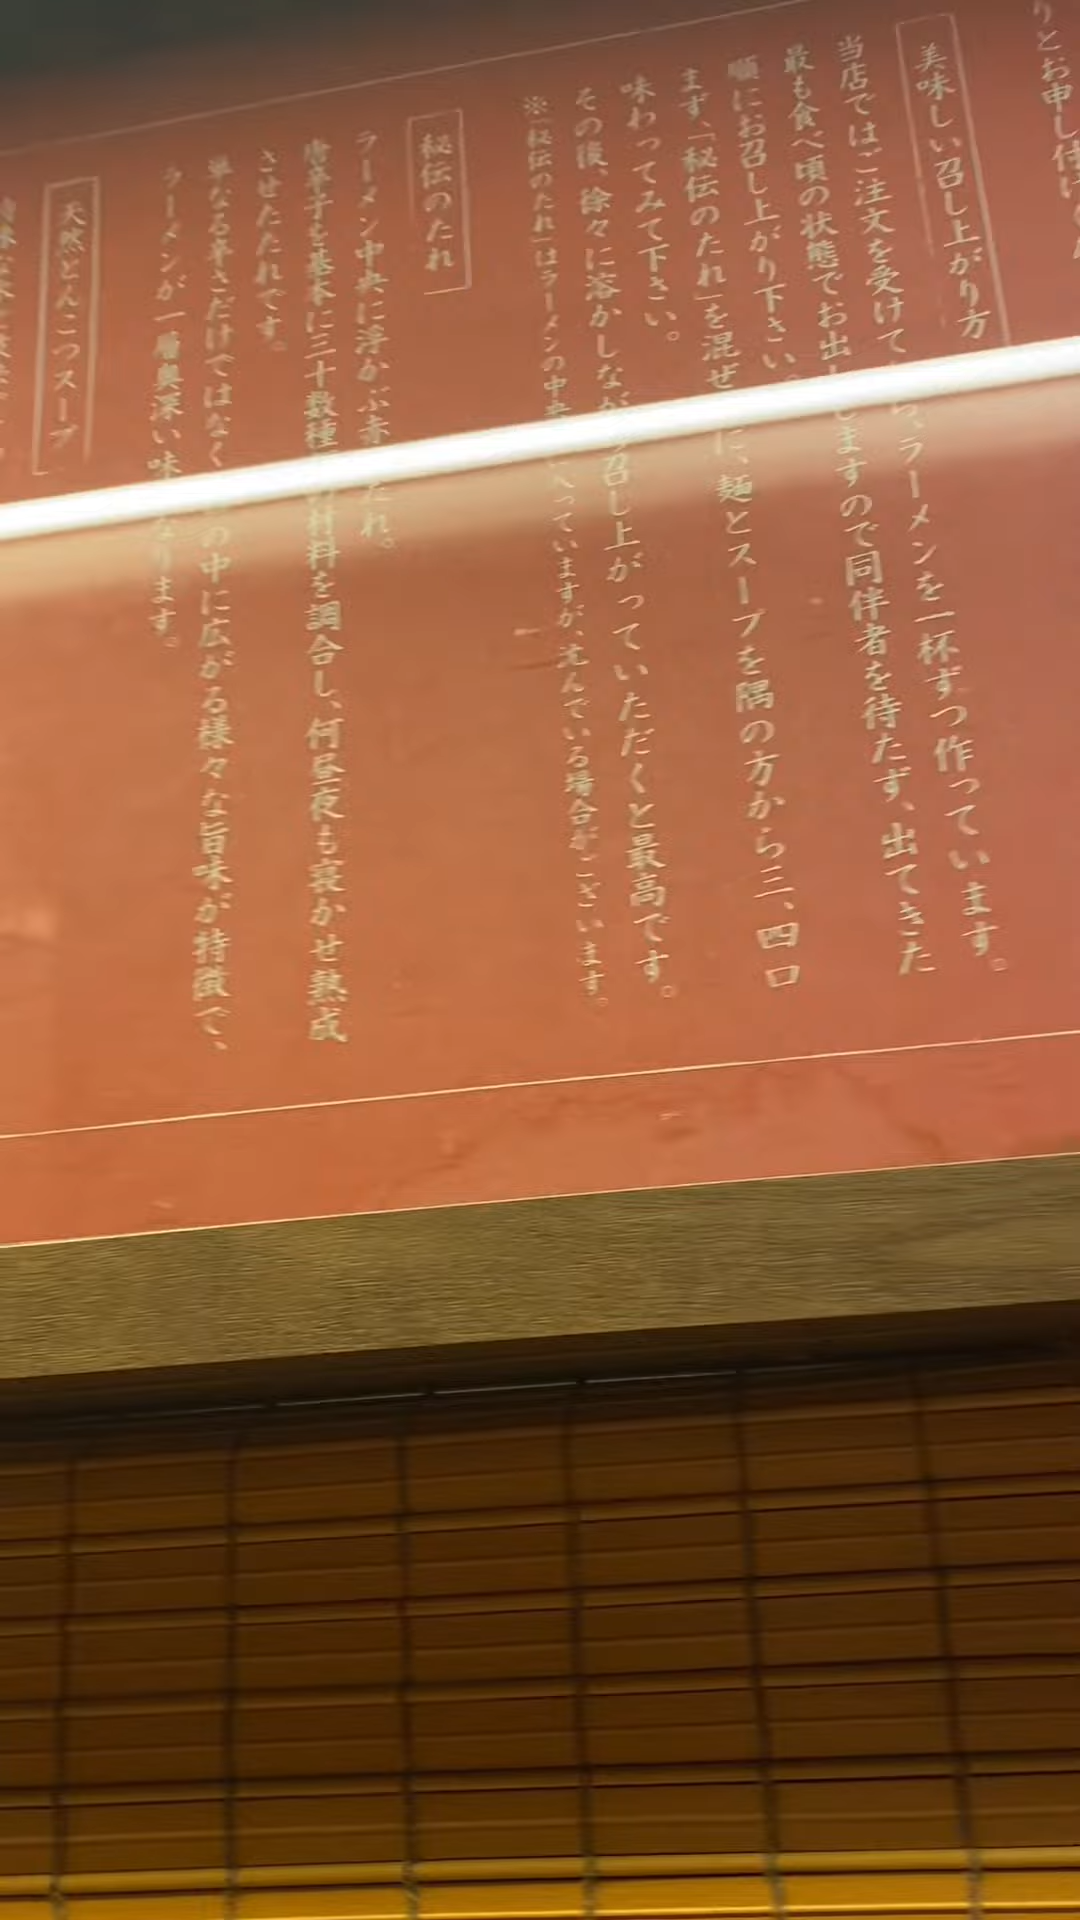 りとお申し付け
美味しい召し上がり方
当店ではご注文を受けて ら、ラーメンを一杯ずつ作っています。
最も食べ頃の状態でお出ししますので同伴者を待たず、出てきた
順にお召し上がり下さい
まず、「秘伝のたれ」を混ぜ に、麺とスープを隅の方から三、四口
味わってみて下さい。
その後、徐々に溶かしながら召し上がっていただくと最高です。
※「秘伝のたれ」はラーメンの中央 入っていますが、沈んでいる場合がございます。
秘伝のたれ
ラーメン中央に浮かぶ赤 たれ。
唐辛子を基本に三十数種 材料を調合し、何昼夜も寝かせ熟成
させたたれです。
単なる辛さだけではなく の中に広がる様々な旨味が特徴で、
ラーメンが一層奥深い味 なります。
天然とんこつスープ